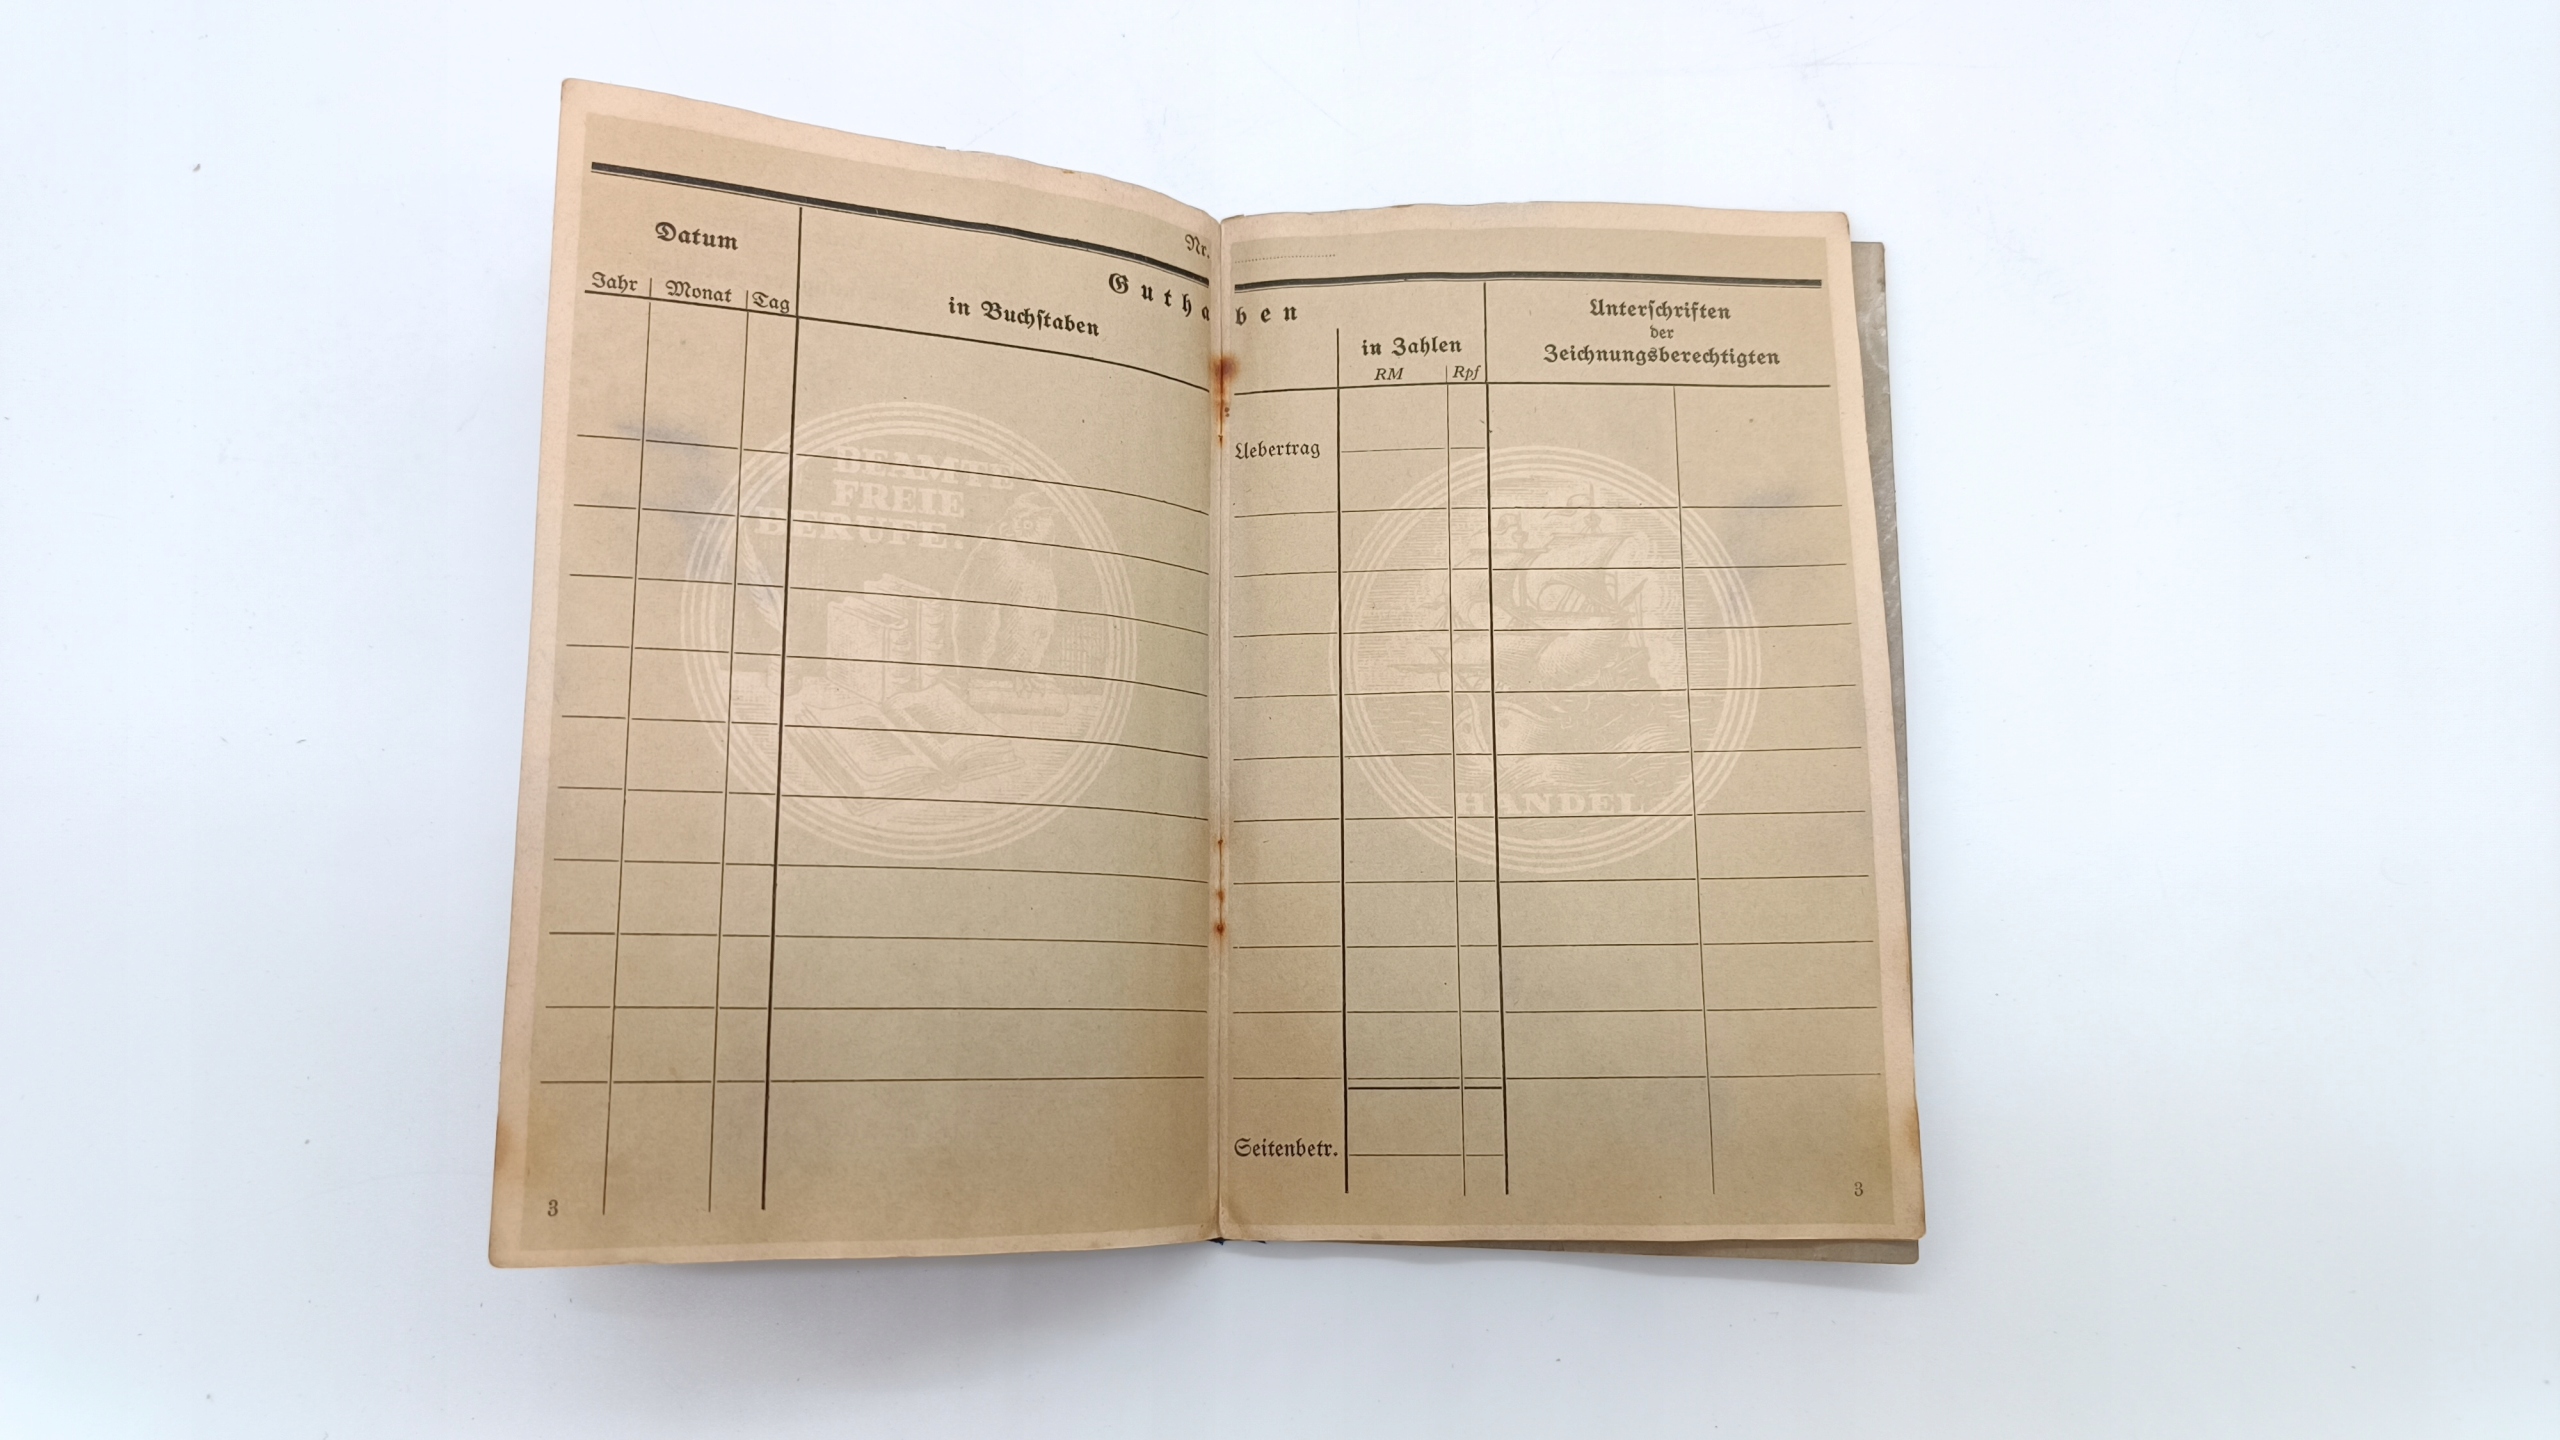 Nr.
Datum
Jahr Monat Tag
Guthaben
in Buchstaben
in Zahlen
RM Rpf
Unterschriften
der
Zeichnungsberechtigten
Uebertrag
BEAMTE
FREIE
BERUFE.
HANDEL
Seitenbetr.
3
3